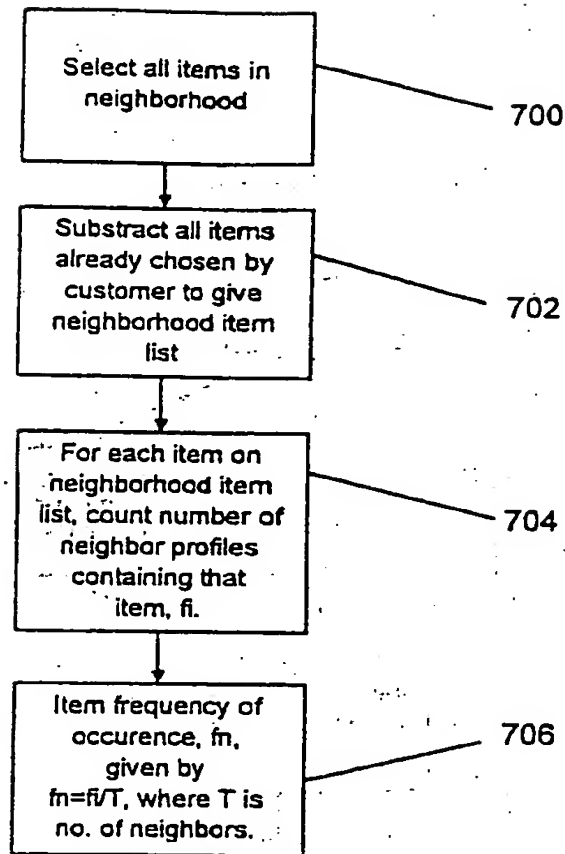 Select all items in
neighborhood
700
Substract all items
already chosen by
customer to give
neighborhood item
list
702
For each item on
neighborhood item
list, count number of
neighbor profiles
containing that
item, fi.
704
Item frequency of
occurence, fn,
given by
fn=fi/T, where T is
no. of neighbors.
706